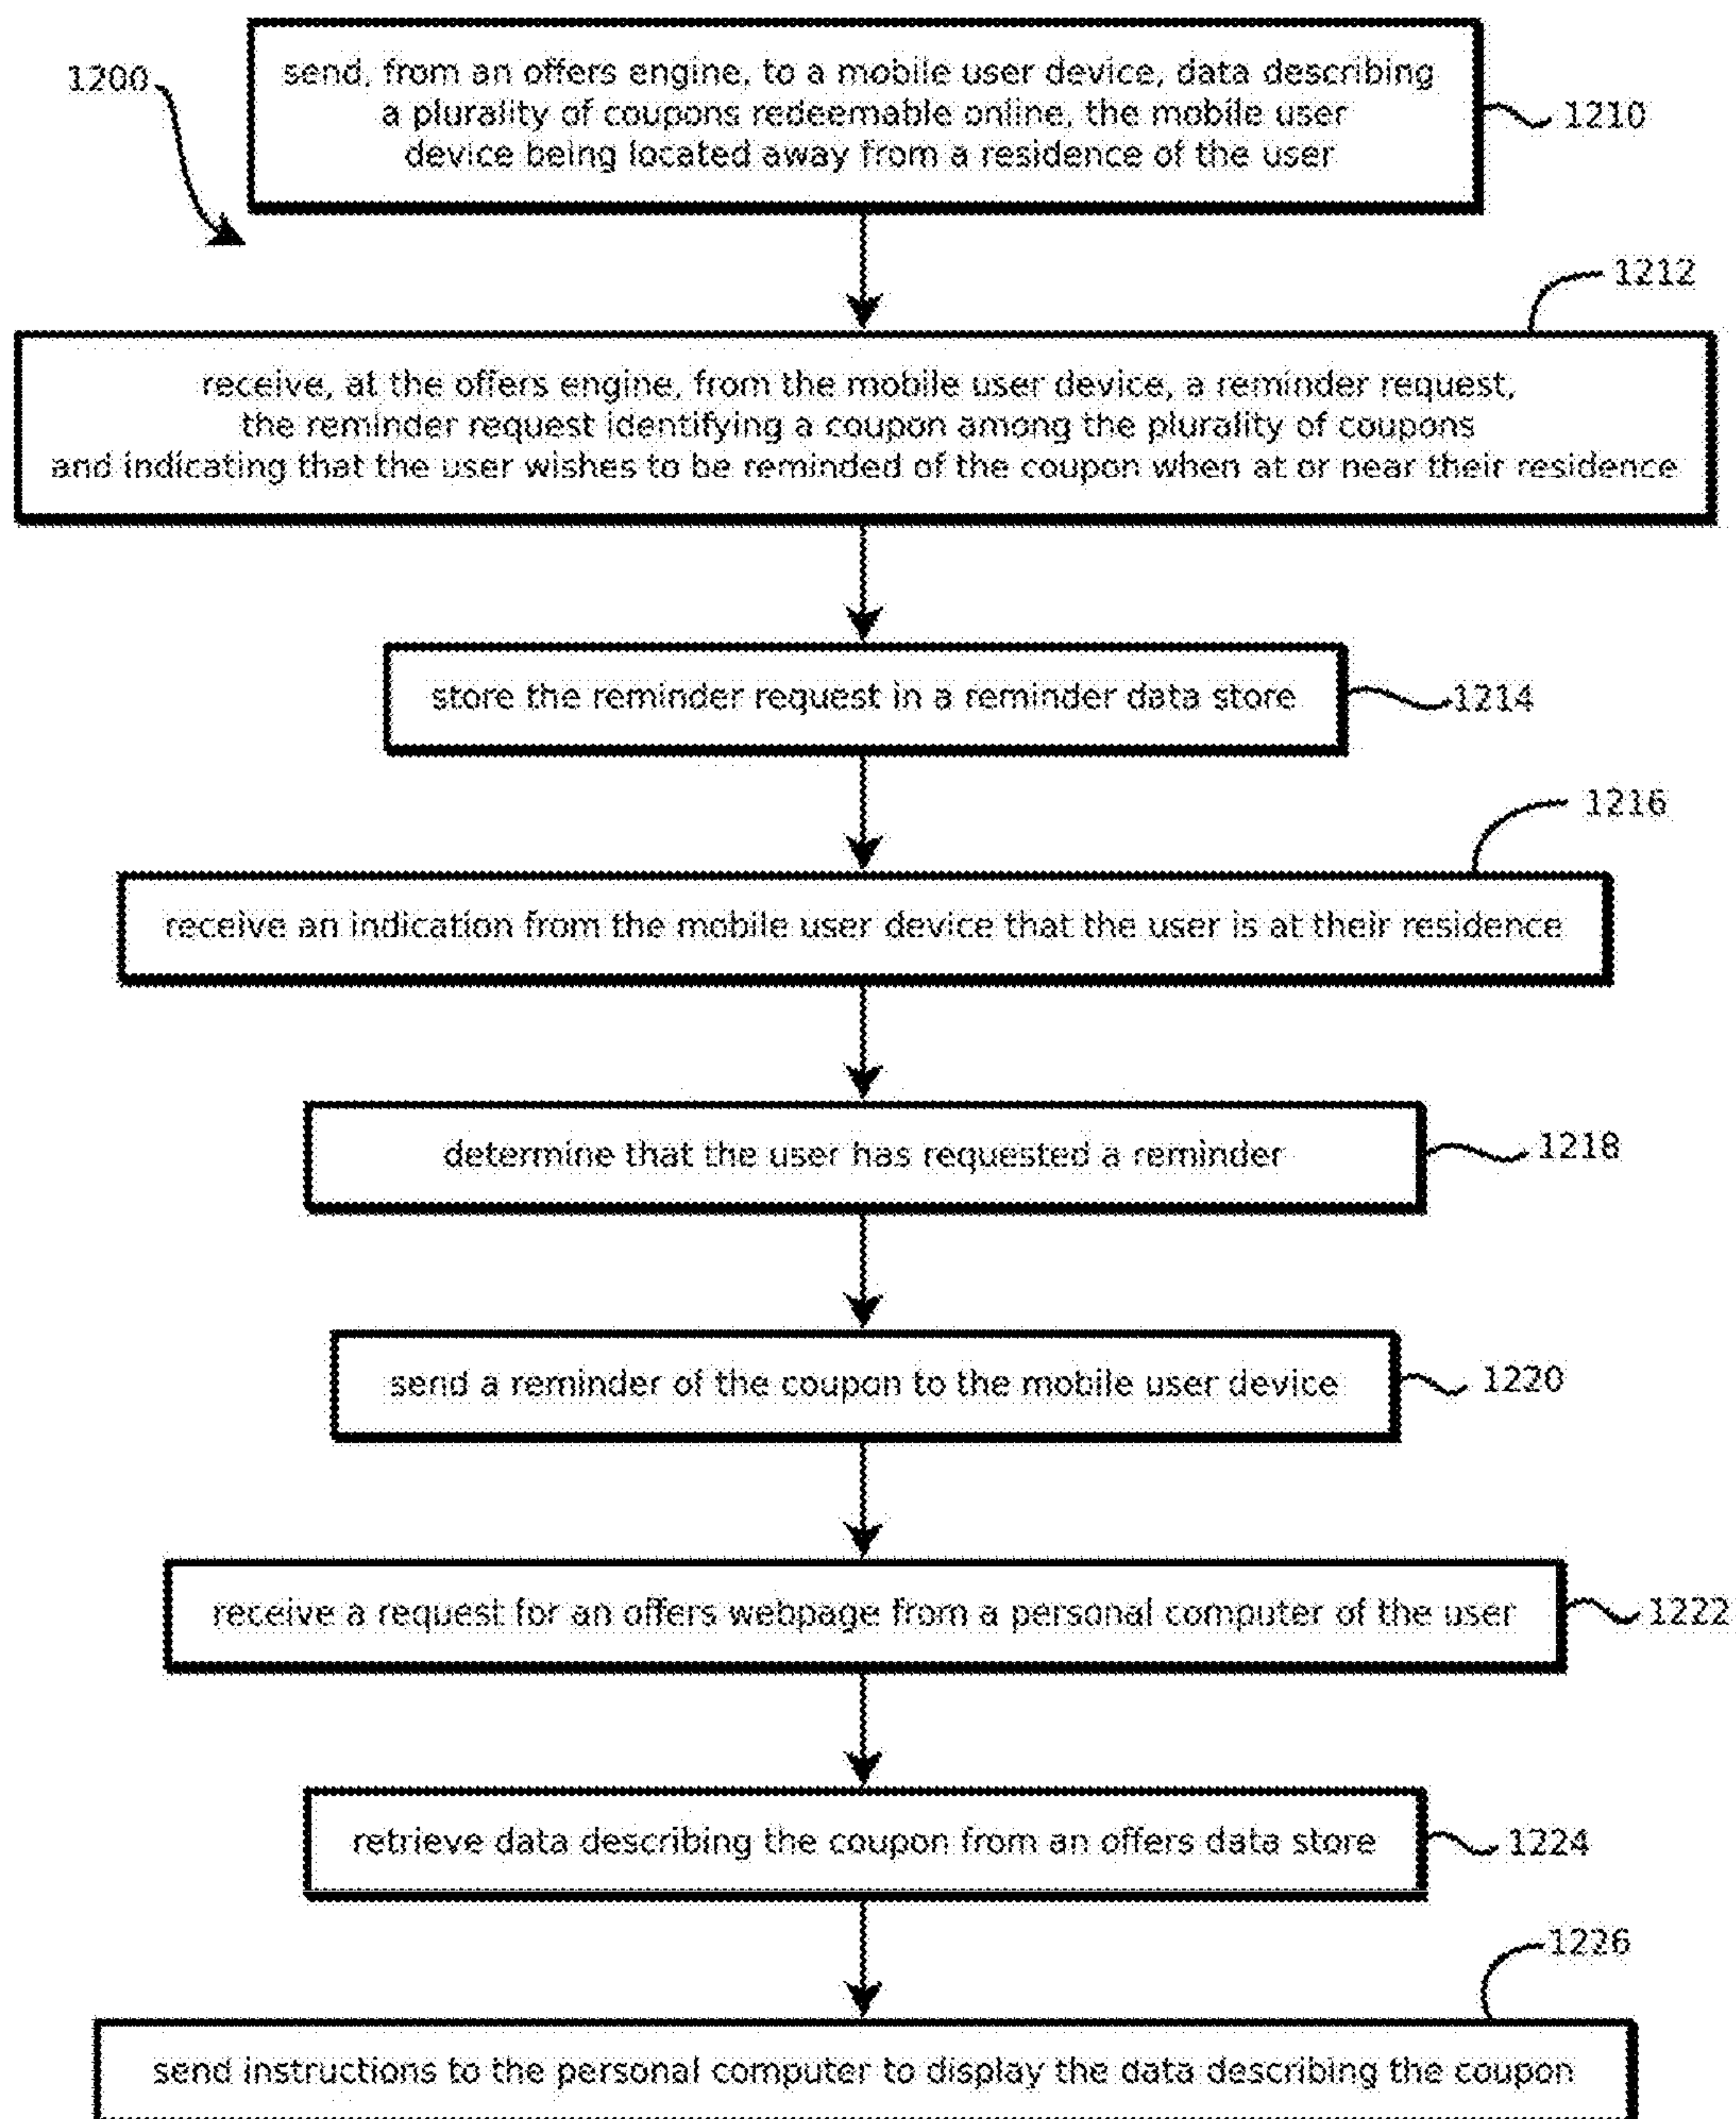 1200
send, from an offers engine, to a mobile user device, data describing
a plurality of coupons redeemable online, the mobile user
device being located away from a residence of the user
1210
1212
receive, at the offers engine, from the mobile user device, a reminder request,
the reminder request identifying a coupon among the plurality of coupons
and indicating that the user wishes to be reminded of the coupon when at or near their residence
store the reminder request in a reminder data store
1214
1216
receive an indication from the mobile user device that the user is at their residence
determine that the user has requested a reminder
1218
send a reminder of the coupon to the mobile user device
1220
receive a request for an offers webpage from a personal computer of the user
1222
retrieve data describing the coupon from an offers data store
1224
1226
send instructions to the personal computer to display the data describing the coupon